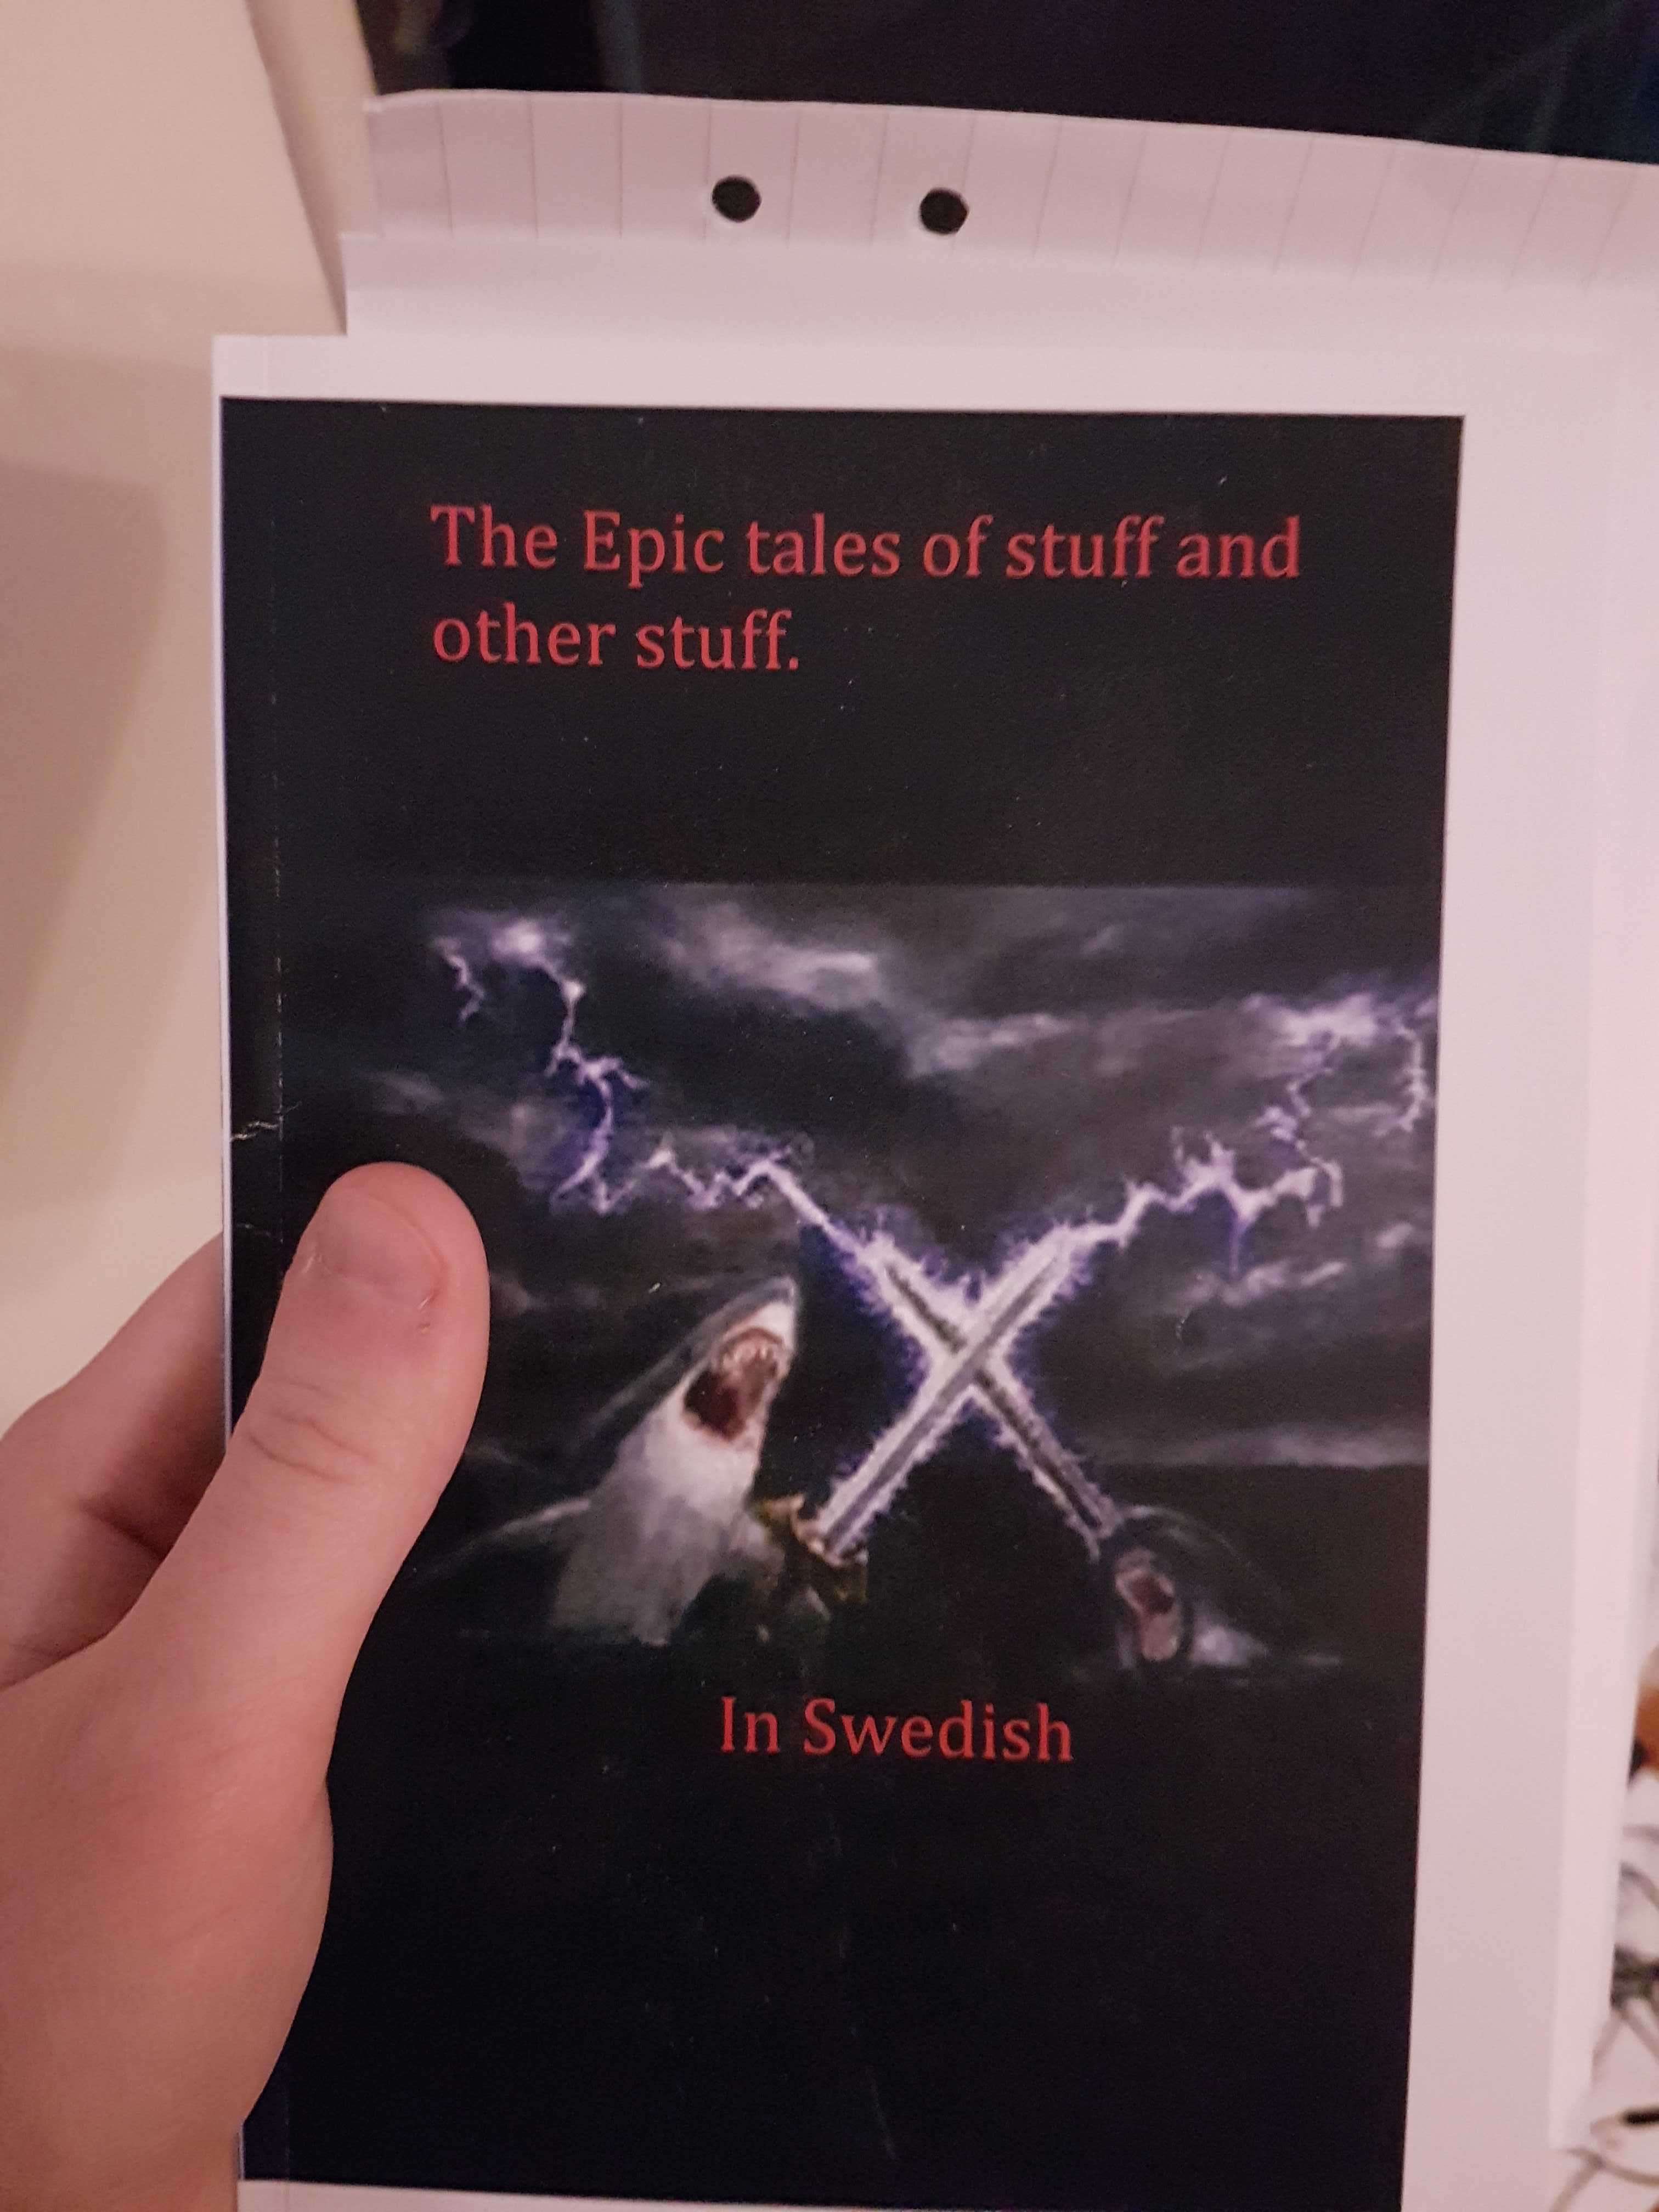 The Epic tales of stuff and
other stuff.
In Swedish